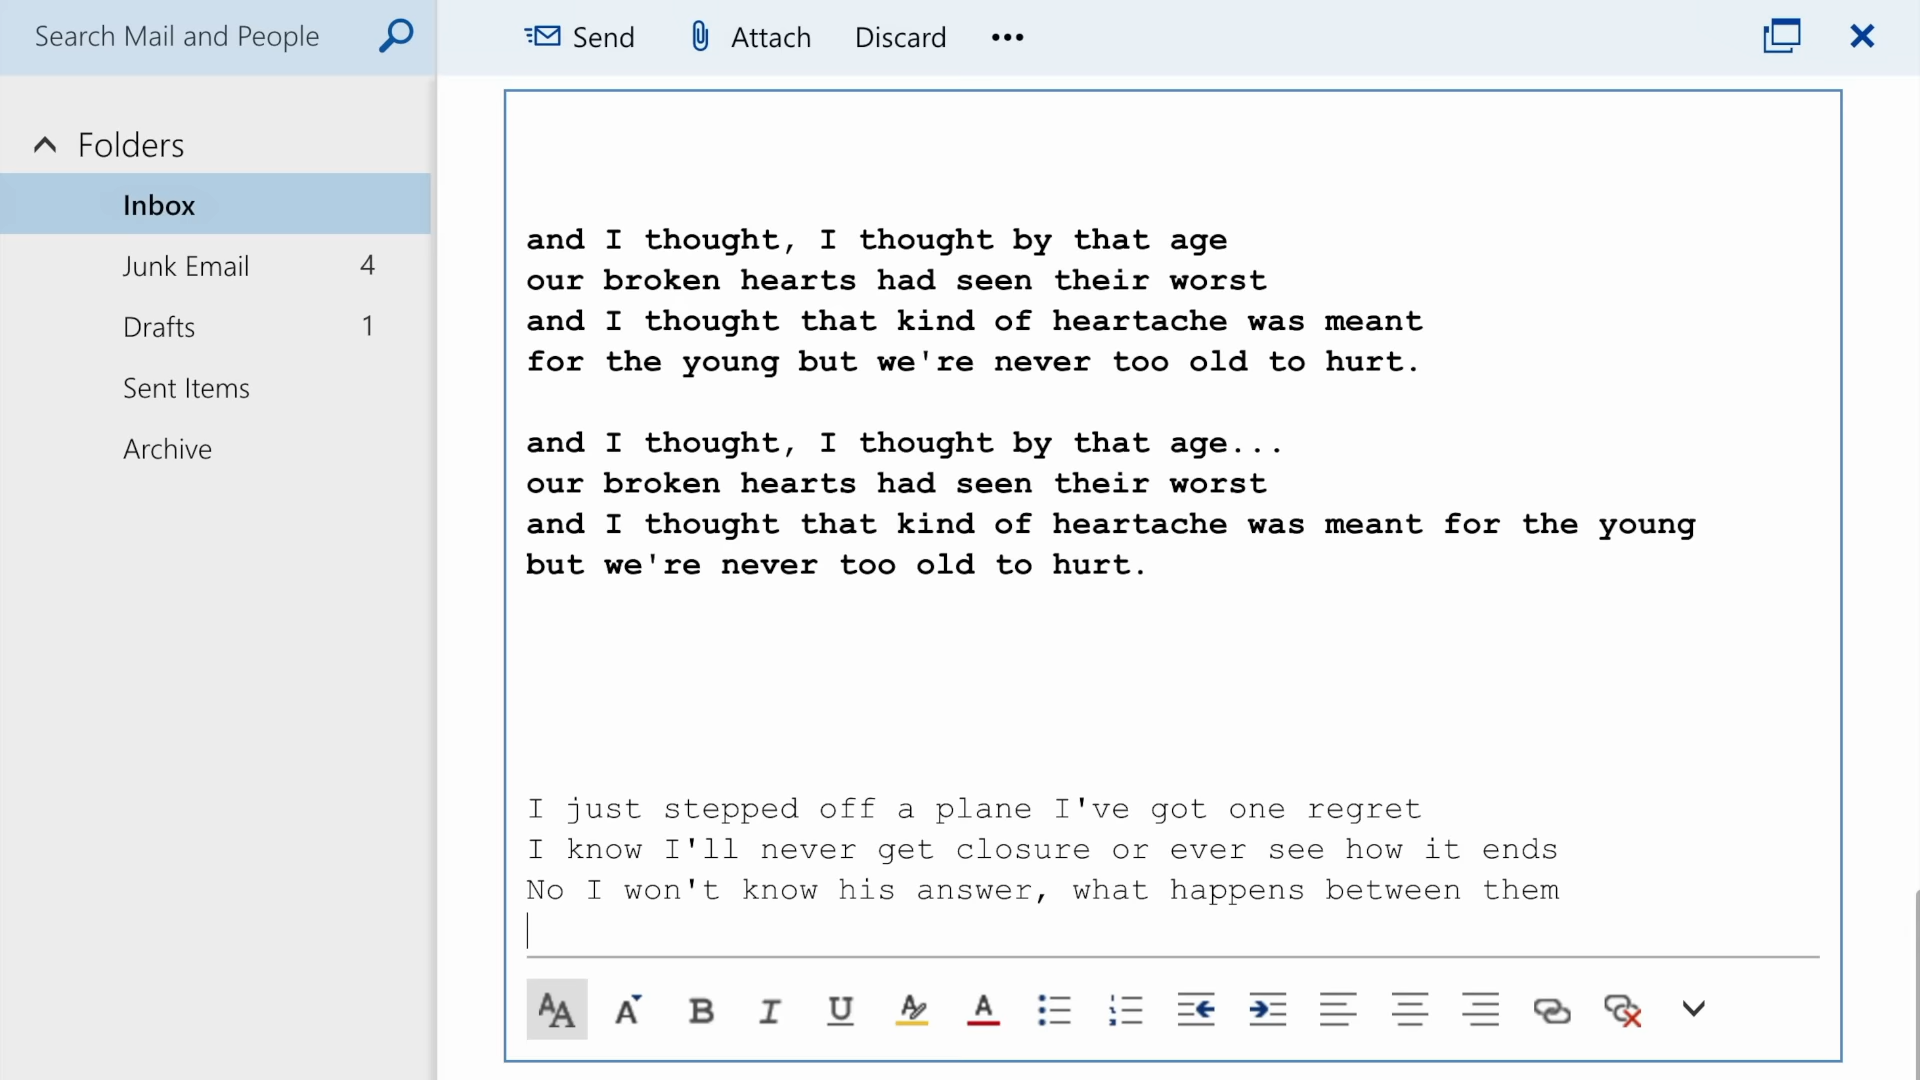 Search Mail and People
Send
Attach
Discard
Folders
Inbox
Junk Email 4
Drafts 1
Sent Items
Archive
and I thought, I thought by that age
our broken hearts had seen their worst
and I thought that kind of heartache was meant
for the young but we're never too old to hurt.
and I thought, I thought by that age...
our broken hearts had seen their worst
and I thought that kind of heartache was meant for the young
but we're never too old to hurt.
I just stepped off a plane I've got one regret
I know I'll never get closure or ever see how it ends
No I won't know his answer, what happens between them